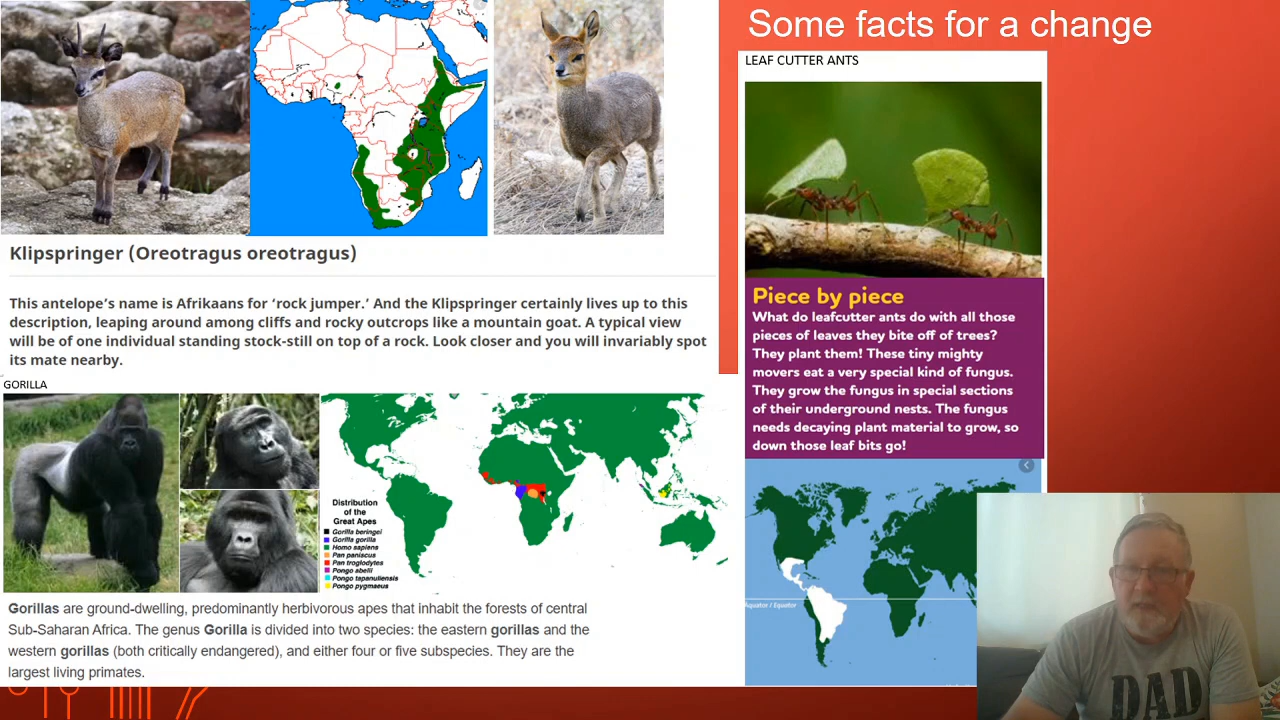 Some facts for a change
Klipspringer (Oreotragus oreotragus)
This antelope's name is Afrikaans for ‘rock jumper.’ And the Klipspringer certainly lives up to this
description, leaping around among cliffs and rocky outcrops like a mountain goat. A typical view
will be of one individual standing stock-still on top of a rock. Look closer and you will invariably spot
its mate nearby.
GORILLA
Distribution
of the
Great Apes
Gorilla beringei
Gorilla gorilla
Homo sapiens
Pan paniscus
Pan troglodytes
Pongo abelii
Pongo tapanuliensis
Pongo pygmaeus
Gorillas are ground-dwelling, predominantly herbivorous apes that inhabit the forests of central
Sub-Saharan Africa. The genus Gorilla is divided into two species: the eastern gorillas and the
western gorillas (both critically endangered), and either four or five subspecies. They are the
largest living primates.
LEAF CUTTER ANTS
Piece by piece
What do leafcutter ants do with all those
pieces of leaves they bite off of trees?
They plant them! These tiny mighty
movers eat a very special kind of fungus.
They grow the fungus in special sections
of their underground nests. The fungus
needs decaying plant material to grow, so
down those leaf bits go!
Äquator / Equator
DAD